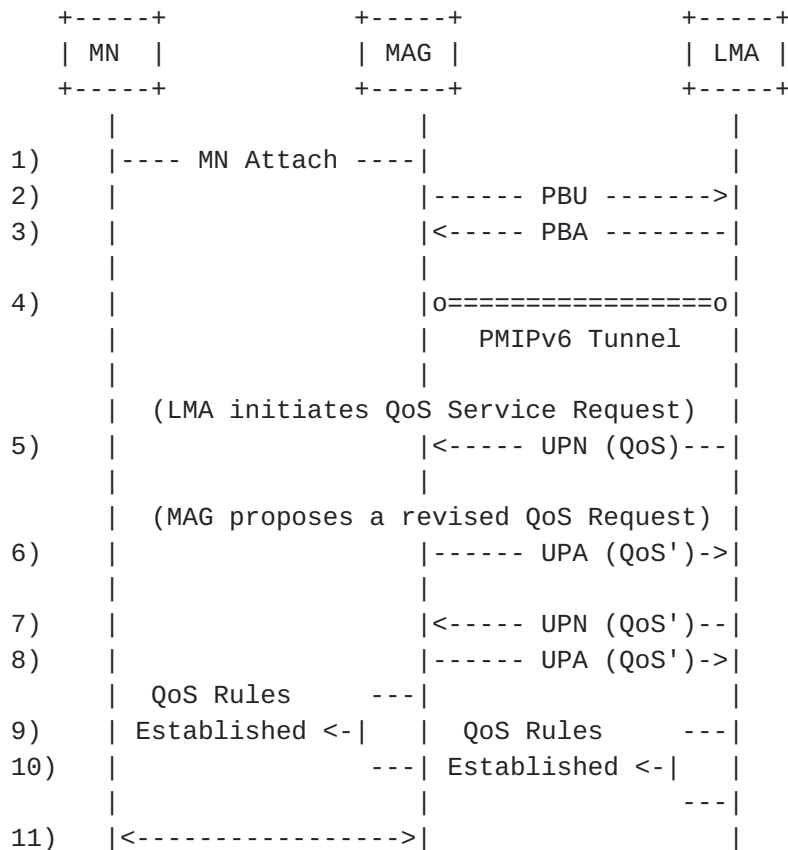 +-----+           +-----+             +-----+
| MN  |           | MAG |             | LMA |
+-----+           +-----+             +-----+
   |                 |                 |
1)     |---- MN Attach ----|                 |
2)     |                 |------ PBU ------->|
3)     |                 |<----- PBA --------|
   |                 |                 |
4)     |                 |o=================o|
   |                 |   PMIPv6 Tunnel   |
   |                 |                 |
   |  (LMA initiates QoS Service Request)  |
5)     |                 |<----- UPN (QoS)---|
   |                 |                 |
   |  (MAG proposes a revised QoS Request) |
6)     |                 |------ UPA (QoS')->|
   |                 |                 |
7)     |                 |<----- UPN (QoS')--|
8)     |                 |------ UPA (QoS')->|
   |  QoS Rules     ---|                 |
9)     | Established <-|   |  QoS Rules     ---|
10)    |              ---| Established <-|   |
   |                 |              ---|
11)    |<----------------->|                 |